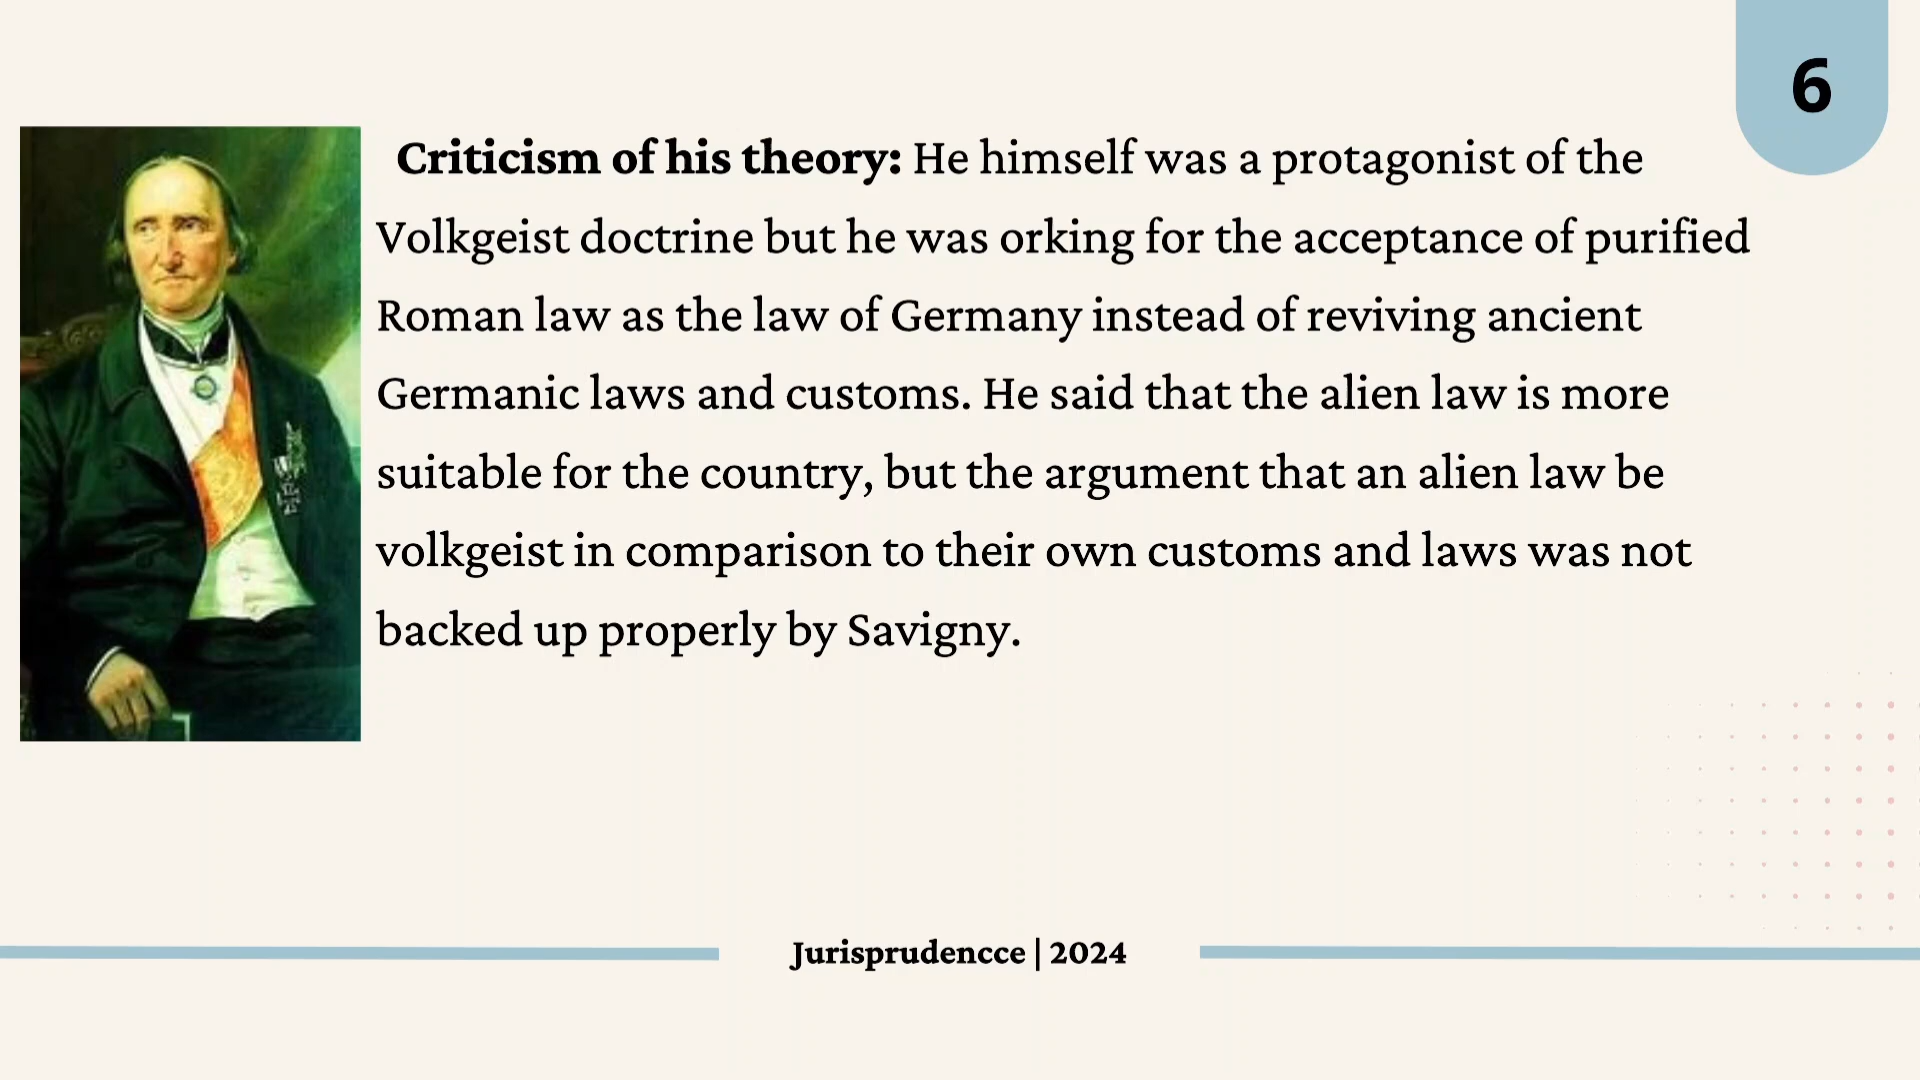 6
Criticism of his theory: He himself was a protagonist of the
Volkgeist doctrine but he was orking for the acceptance of purified
Roman law as the law of Germany instead of reviving ancient
Germanic laws and customs. He said that the alien law is more
suitable for the country, but the argument that an alien law be
volkgeist in comparison to their own customs and laws was not
backed up properly by Savigny.
Jurisprudencce | 2024